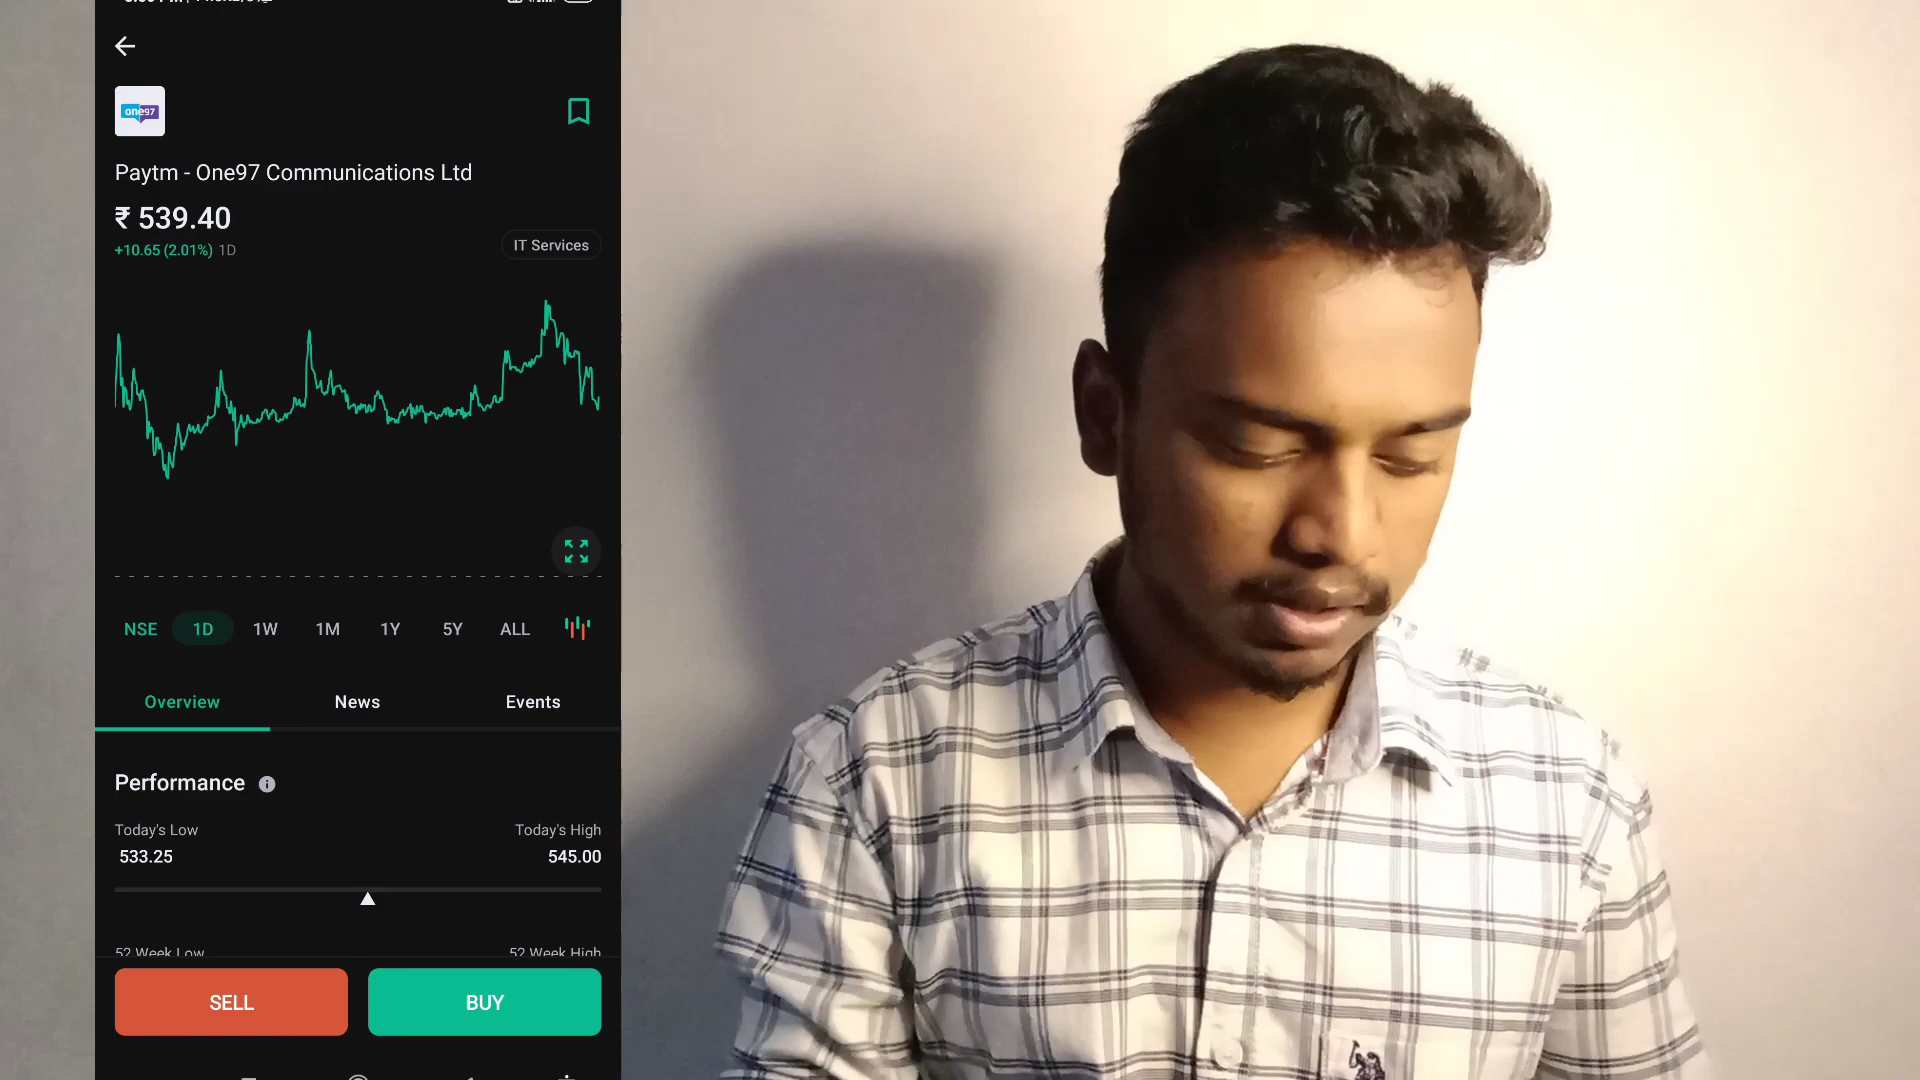 one97
Paytm - One97 Communications Ltd
₹ 539.40
+10.65 (2.01%) 1D
IT Services
NSE 1D 1W 1M 1Y 5Y ALL
Overview News Events
Performance
Today's Low Today's High
533.25 545.00
52 Week Low 52 Week High
SELL BUY